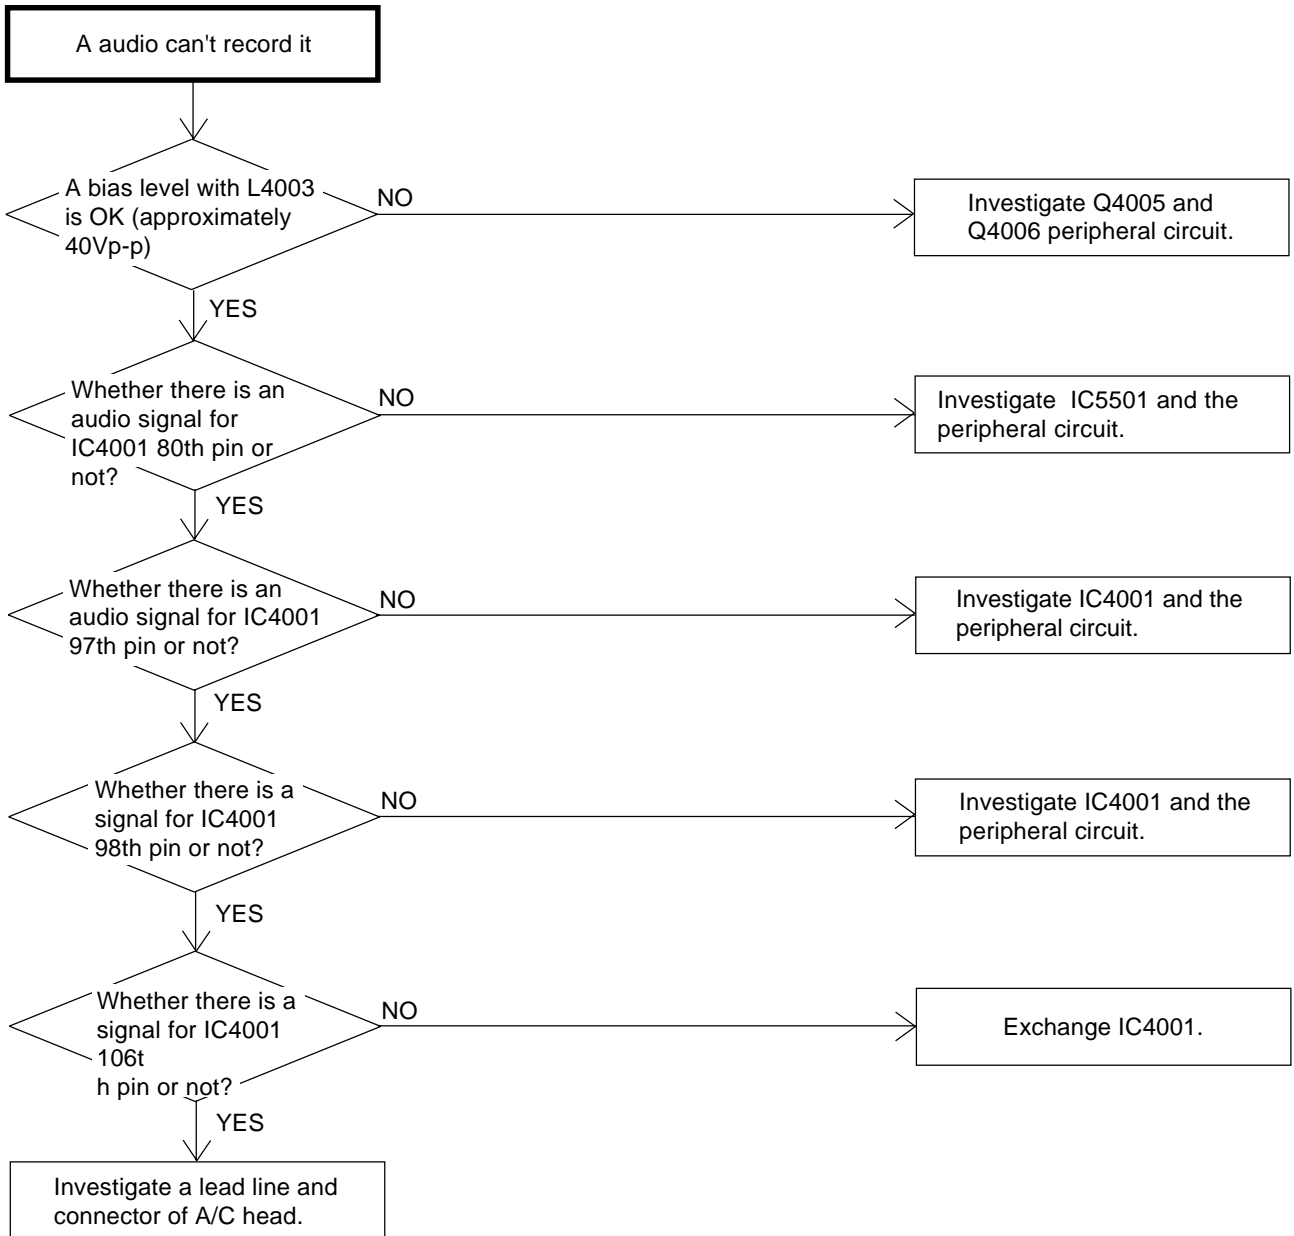 A audio can't record it
A bias level with L4003
is OK (approximately
40Vp-p)
NO
Investigate Q4005 and
Q4006 peripheral circuit.
YES
Whether there is an
audio signal for
IC4001 80th pin or
not?
NO
Investigate  IC5501 and the
peripheral circuit.
YES
Whether there is an
audio signal for IC4001
97th pin or not?
NO
Investigate IC4001 and the
peripheral circuit.
YES
Whether there is a
signal for IC4001
98th pin or not?
NO
Investigate IC4001 and the
peripheral circuit.
YES
Whether there is a
signal for IC4001
106t
h pin or not?
NO
Exchange IC4001.
YES
Investigate a lead line and
connector of A/C head.